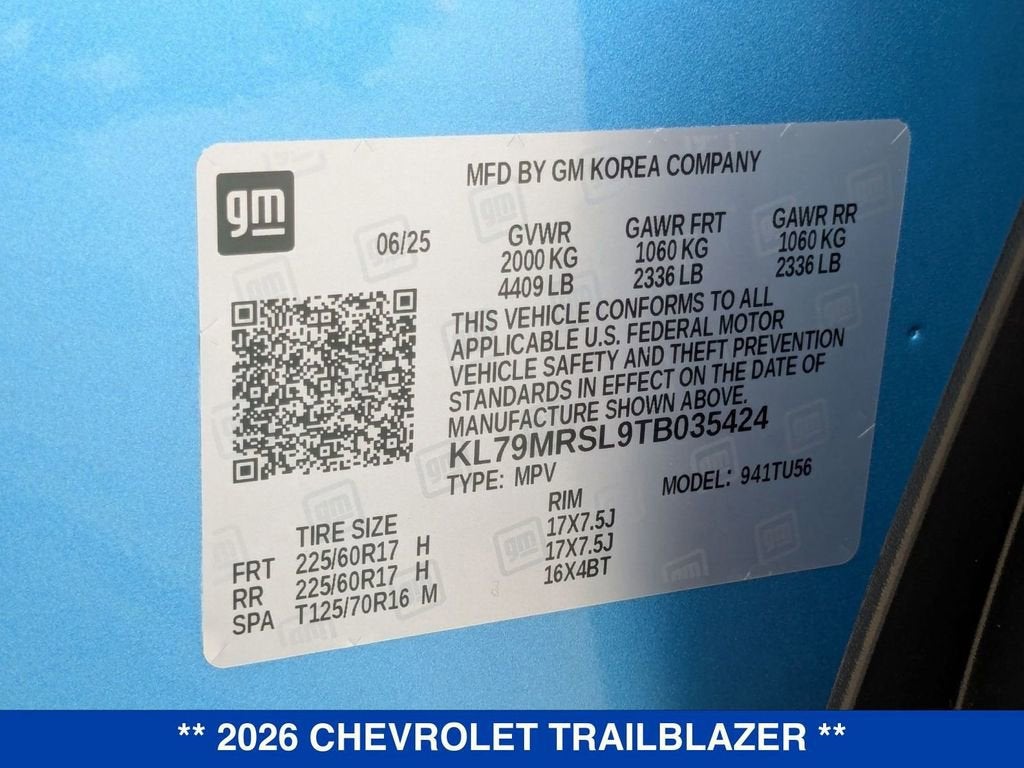 MFD BY GM KOREA COMPANY
gm
06/25
GVWR
2000 KG
4409 LB
GAWR FRT
1060 KG
2336 LB
GAWR RR
1060 KG
2336 LB
THIS VEHICLE CONFORMS TO ALL
APPLICABLE U.S. FEDERAL MOTOR
VEHICLE SAFETY AND THEFT PREVENTION
STANDARDS IN EFFECT ON THE DATE OF
MANUFACTURE SHOWN ABOVE.
KL79MRSL9TB035424
TYPE: MPV
MODEL: 941TU56
TIRE SIZE RIM
FRT 225/60R17 H 17X7.5J
RR 225/60R17 H 17X7.5J
SPA T125/70R16 M 16X4BT
** 2026 CHEVROLET TRAILBLAZER **